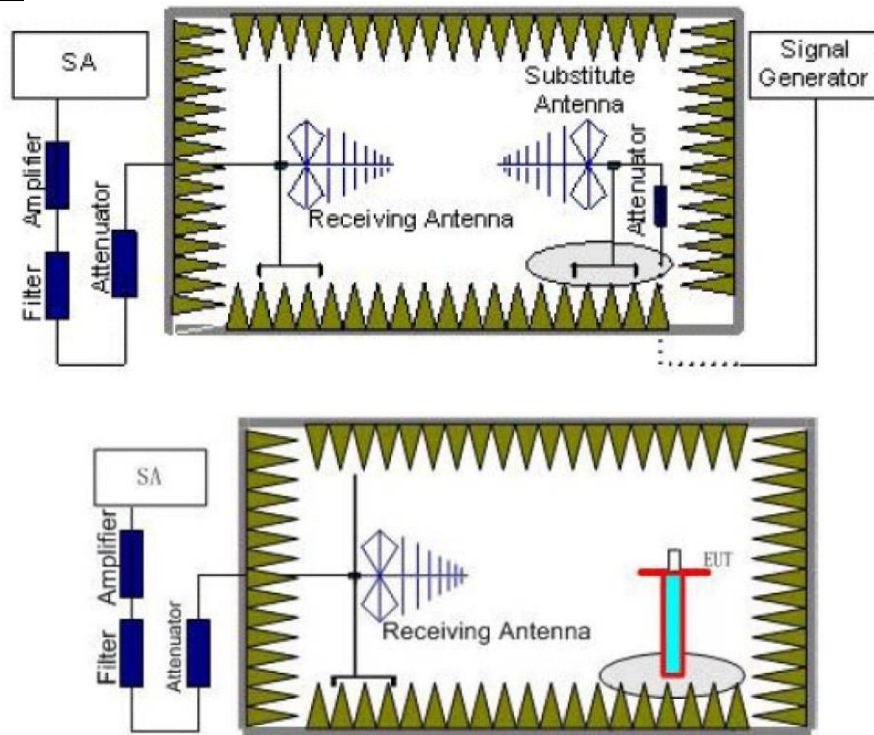 SA
Signal
Generator
Substitute
Antenna
Amplifier
Attenuator
Filter
Receiving Antenna
Attenuator
SA
Amplifier
Filter
Attenuator
Receiving Antenna
EUT